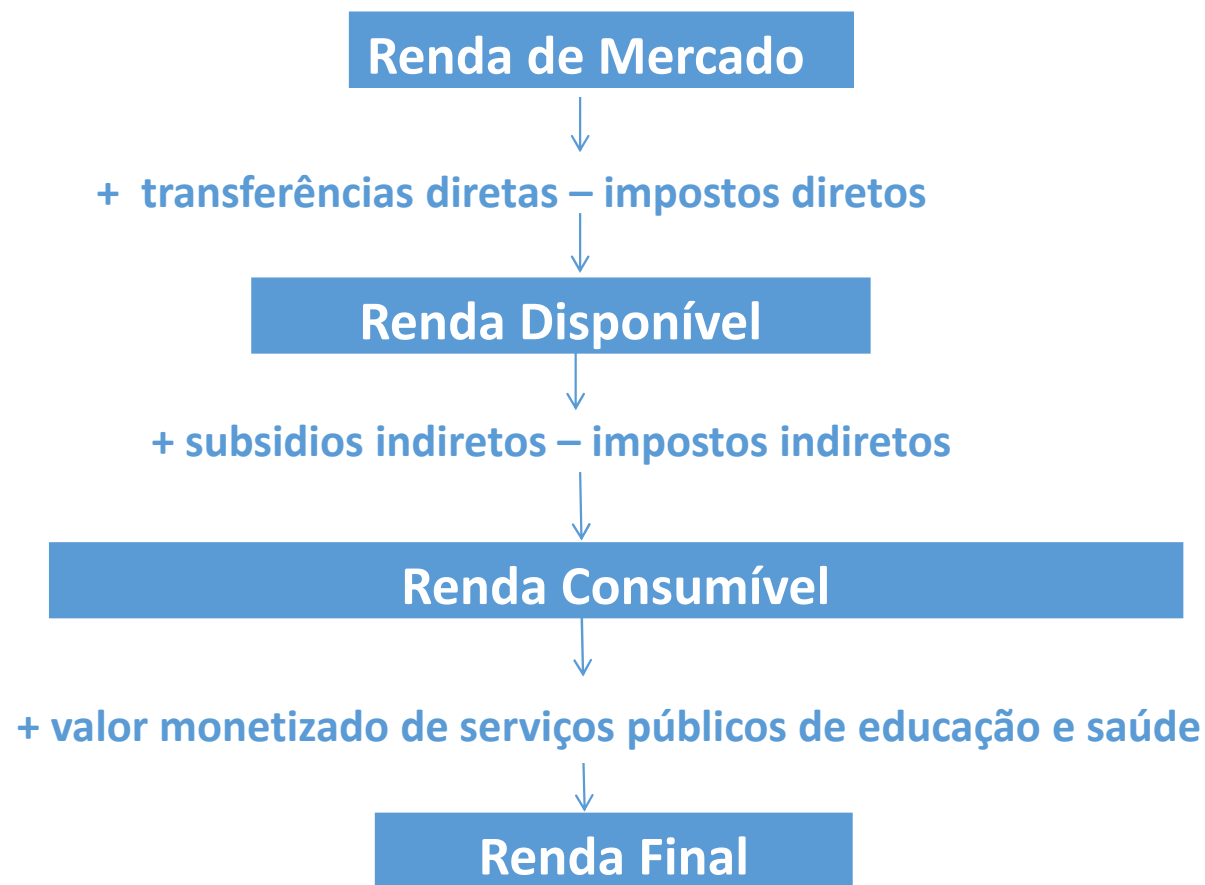 Renda de Mercado
+ transferências diretas – impostos diretos
Renda Disponível
+ subsidios indiretos – impostos indiretos
Renda Consumível
+ valor monetizado de serviços públicos de educação e saúde
Renda Final